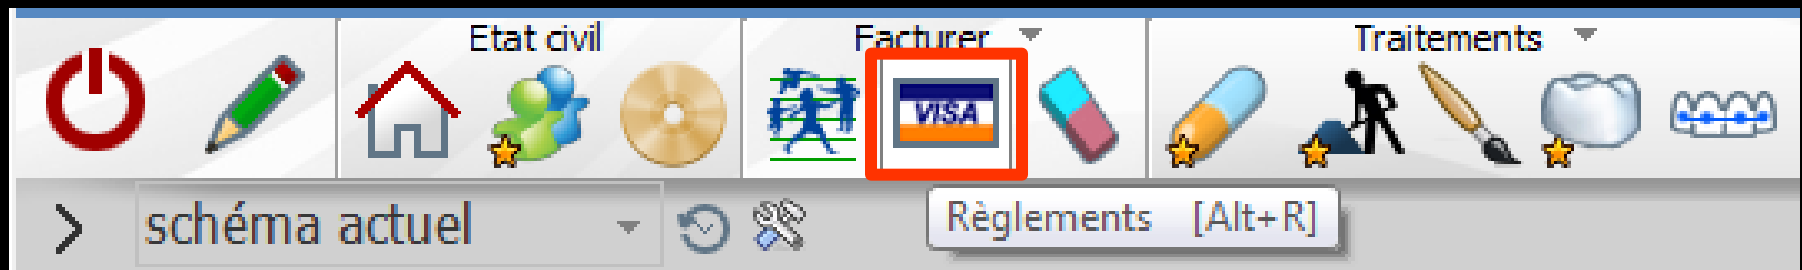 Etat civil
Facturer
Traitements
VISA
schéma actuel
Règlements [Alt+R]